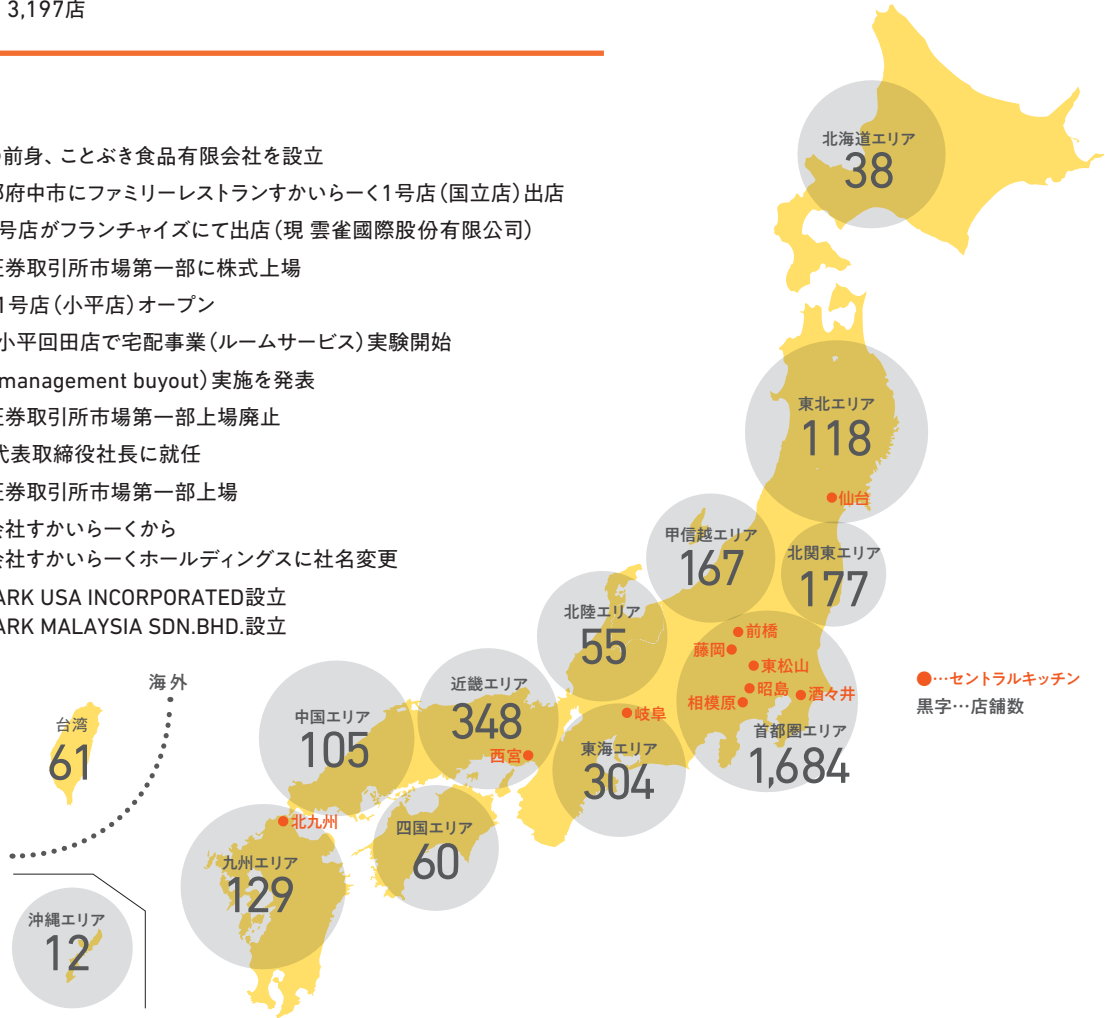 3,197店
の前身、ことぶき食品有限会社を設立
府中市にファミリーレストランすかいらーく1号店（国立店）出店
号店がフランチャイズにて出店（現 雲雀國際股份有限公司）
証券取引所市場第一部に株式上場
1号店（小平店）オープン
小平回田店で宅配事業（ルームサービス）実験開始
management buyout）実施を発表
証券取引所市場第一部上場廃止
代表取締役社長に就任
証券取引所市場第一部上場
会社すかいらーくから
会社すかいらーくホールディングスに社名変更
ARK USA INCORPORATED設立
ARK MALAYSIA SDN.BHD.設立
北海道エリア
38
東北エリア
118
●仙台
甲信越エリア
167
北関東エリア
177
北陸エリア
55
●前橋
藤岡●
●東松山
●昭島
相模原●
●酒々井
首都圏エリア
1,684
●…セントラルキッチン
黒字…店舗数
近畿エリア
348
西宮●
●岐阜
東海エリア
304
中国エリア
105
四国エリア
60
●北九州
九州エリア
129
海外
台湾
61
沖縄エリア
12